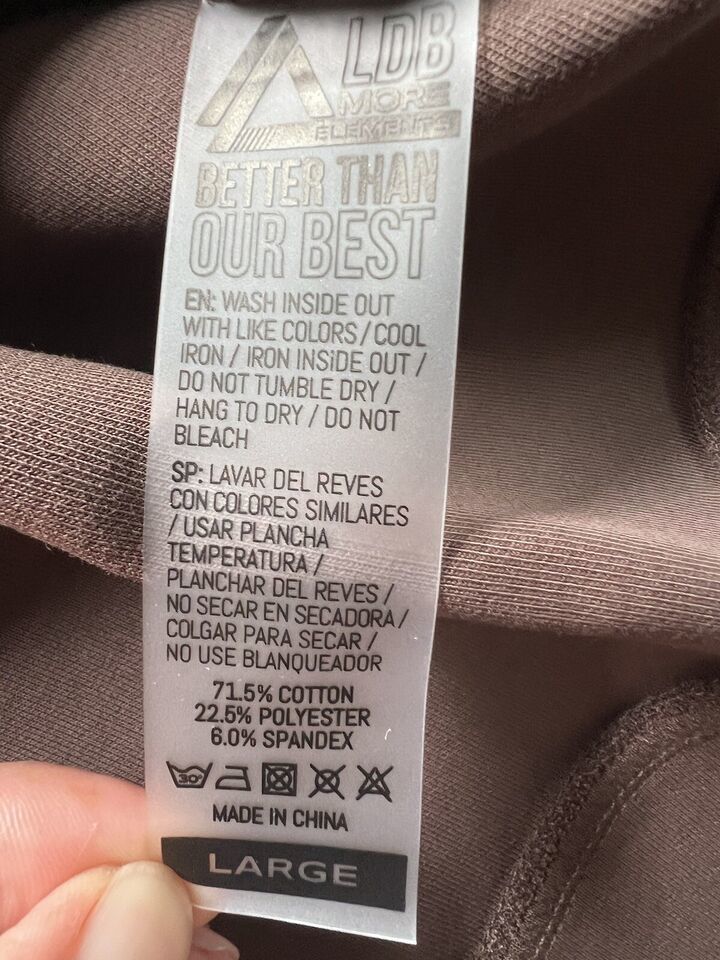 LDB
MORE
ELEMENTS
BETTER THAN
OUR BEST
EN: WASH INSIDE OUT
WITH LIKE COLORS / COOL
IRON / IRON INSiDE OUT /
DO NOT TUMBLE DRY /
HANG TO DRY / DO NOT
BLEACH
SP: LAVAR DEL REVES
CON COLORES SIMILARES
/ USAR PLANCHA
TEMPERATURA /
PLANCHAR DEL REVES /
NO SECAR EN SECADORA /
COLGAR PARA SECAR /
NO USE BLANQUEADOR
71.5% COTTON
22.5% POLYESTER
6.0% SPANDEX
30°
MADE IN CHINA
LARGE